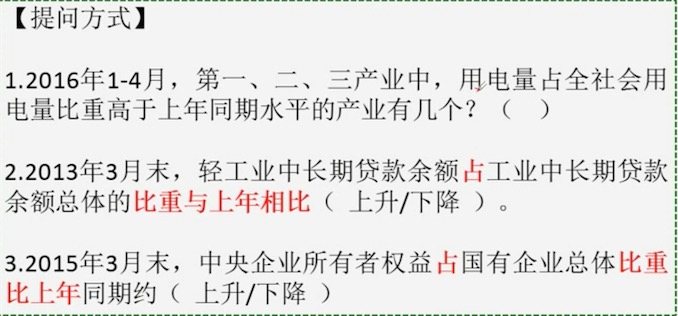 【提问方式】
1.2016年1-4月，第一、二、三产业中，用电量占全社会用
电量比重高于上年同期水平的产业有几个？（ ）
2.2013年3月末，轻工业中长期贷款余额占工业中长期贷款
余额总体的比重与上年相比（ 上升/下降 ）。
3.2015年3月末，中央企业所有者权益占国有企业总体比重
比上年同期约（ 上升/下降 ）